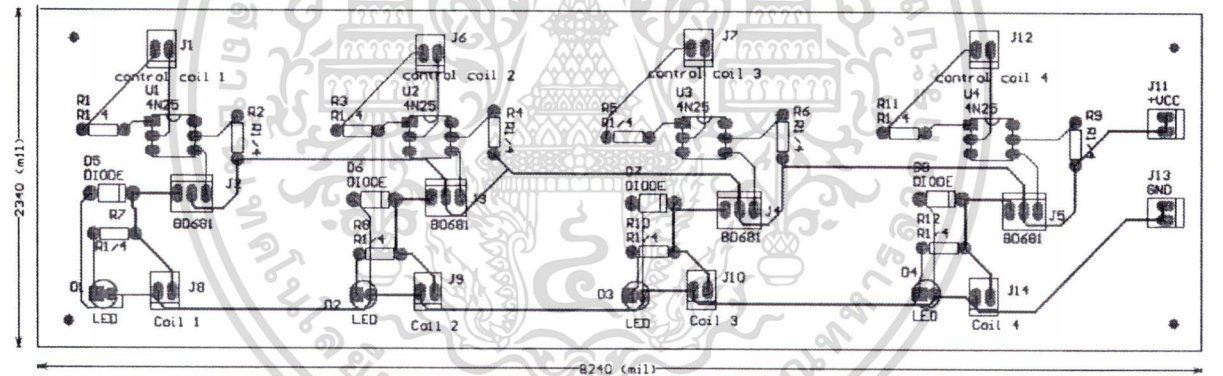 J1
J6
J7
J12
control coil 1
control coil 2
control coil 3
control coil 4
J11
+VCC
U1
4N25
U2
4N25
U3
4N25
U4
4N25
R1
R1/4
R2
R1/4
R3
R1/4
R4
R1/4
R5
R1/4
R6
R1/4
R11
R1/4
R9
R1/4
2340 (mil)
D5
DIODE
D6
DIODE
DIODE
DIODE
J13
GND
J3
J4
J5
BD681
BD681
BD681
BD681
R7
R1/4
R8
R1/4
R10
R1/4
R12
R1/4
D1
LED
J8
Coil 1
D2
LED
J9
Coil 2
D3
LED
J10
Coil 3
D4
LED
J14
Coil 4
8240 (mil)